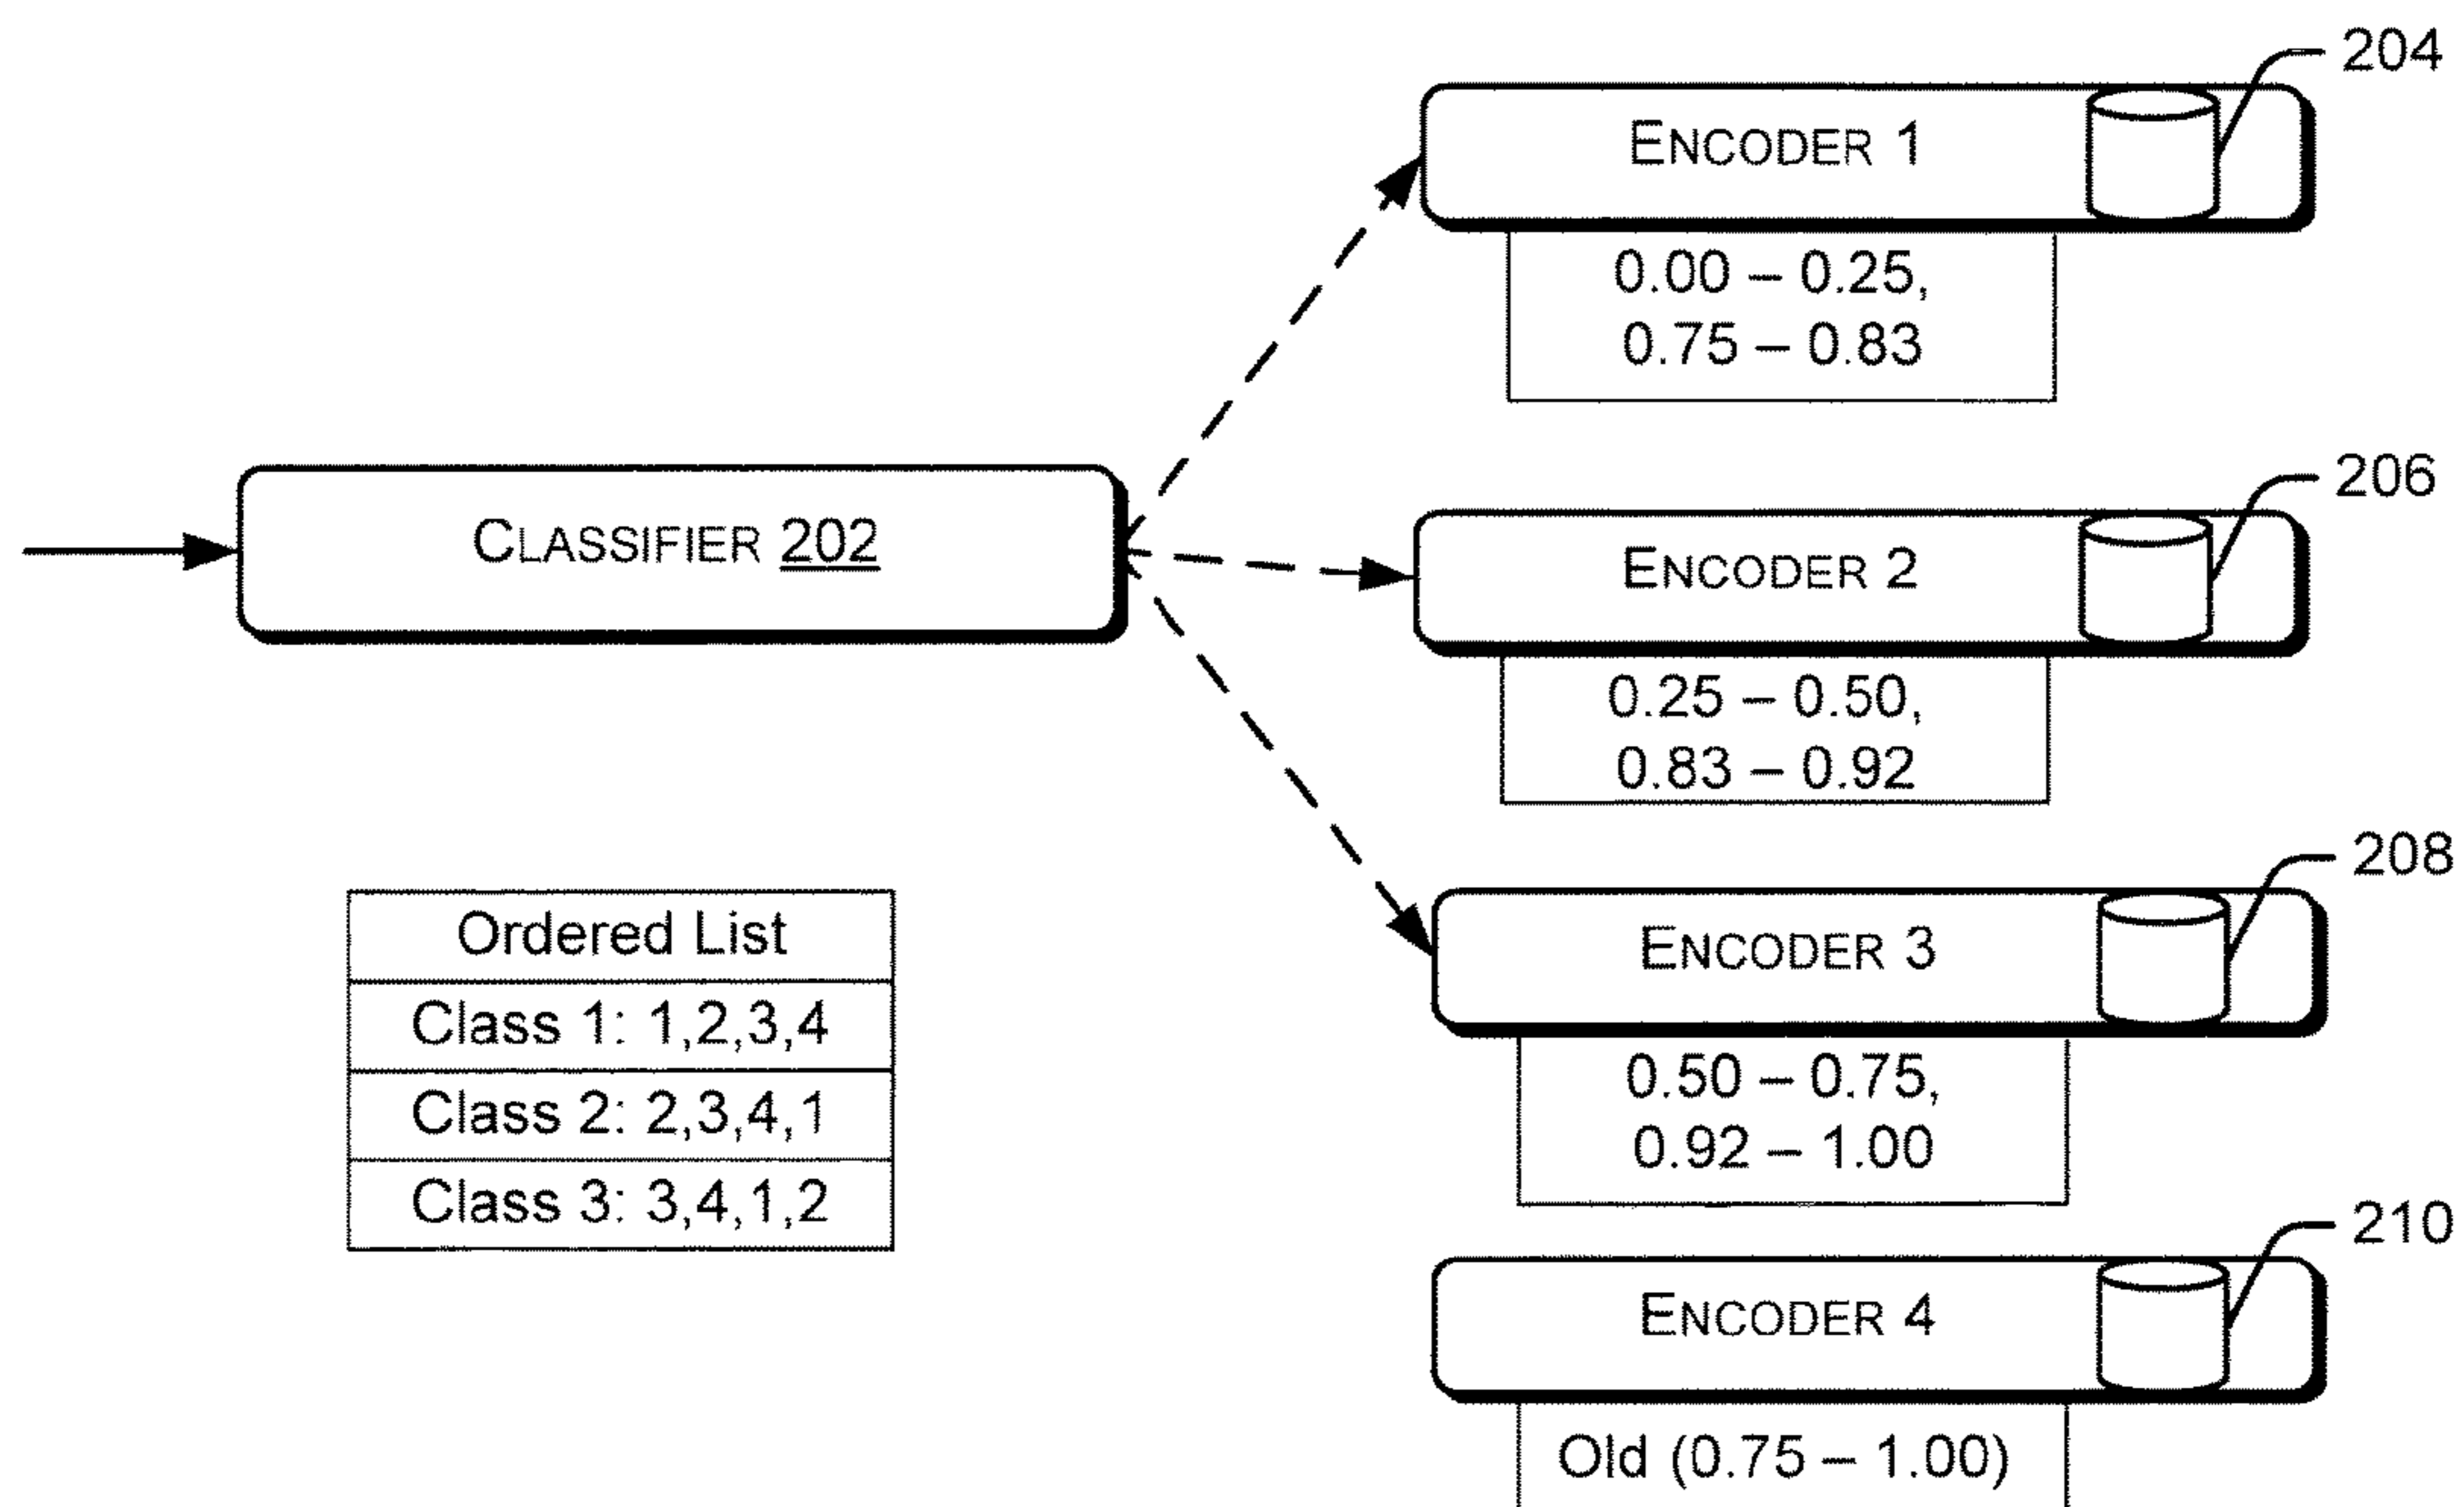 204
ENCODER 1
0.00 – 0.25,
0.75 – 0.83
206
CLASSIFIER 202
ENCODER 2
0.25 – 0.50,
0.83 – 0.92
208
Ordered List
Class 1: 1,2,3,4
Class 2: 2,3,4,1
Class 3: 3,4,1,2
ENCODER 3
0.50 – 0.75,
0.92 – 1.00
210
ENCODER 4
Old (0.75 – 1.00)